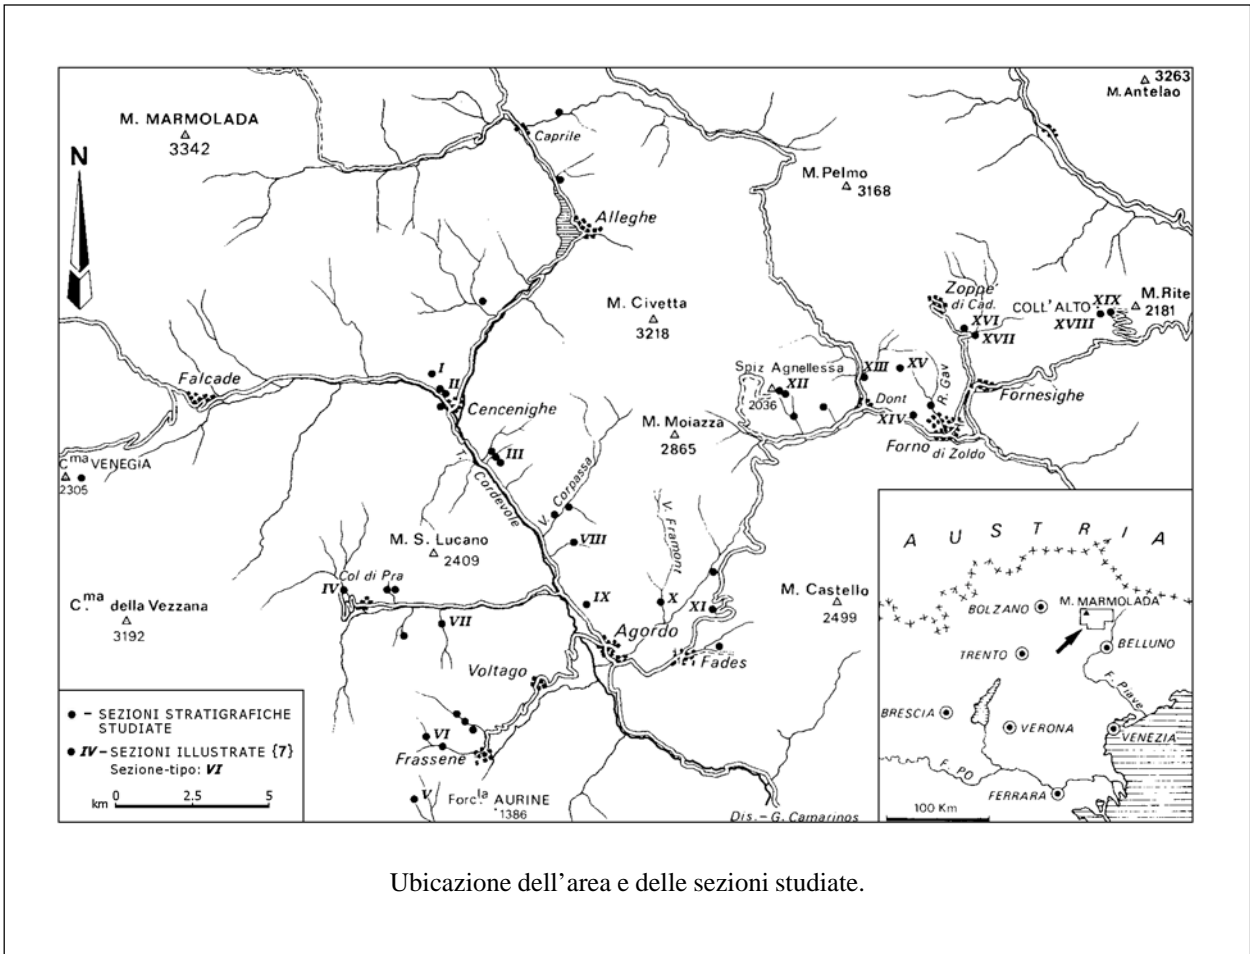 M. MARMOLADA
3342
N
Caprile
3263
M. Antelao
M. Pelmo
3168
Alleghe
M. Civetta
3218
Zoppe'
di Cad.
COLL'ALTO
XIX
XVIII
M. Rite
2181
XVI
XVII
Falcade
I
II
Cencenighe
Spiz Agnellessa
XII
2036
XIII
XV
R. Gav
Dont
XIV
Fornesighe
Forno di Zoldo
M. Moiazza
2865
III
Cordevole
V. Corpassa
Cma VENEGIA
2305
M. S. Lucano
2409
VIII
V. Framont
Col di Pra
IV
C.ma della Vezzana
3192
VII
IX
X
XI
M. Castello
2499
Agordo
Fades
Voltago
VI
Frassene
V
Forc.la AURINE
1386
Dis.-G. Camarinos
- SEZIONI STRATIGRAFICHE
STUDIATE
IV - SEZIONI ILLUSTRATE {7}
Sezione-tipo: VI
km 0 2.5 5
AUSTRIA
BOLZANO
M. MARMOLADA
TRENTO
BELLUNO
F. Piave
BRESCIA
VERONA
VENEZIA
F. PO
FERRARA
100 Km
Ubicazione dell'area e delle sezioni studiate.